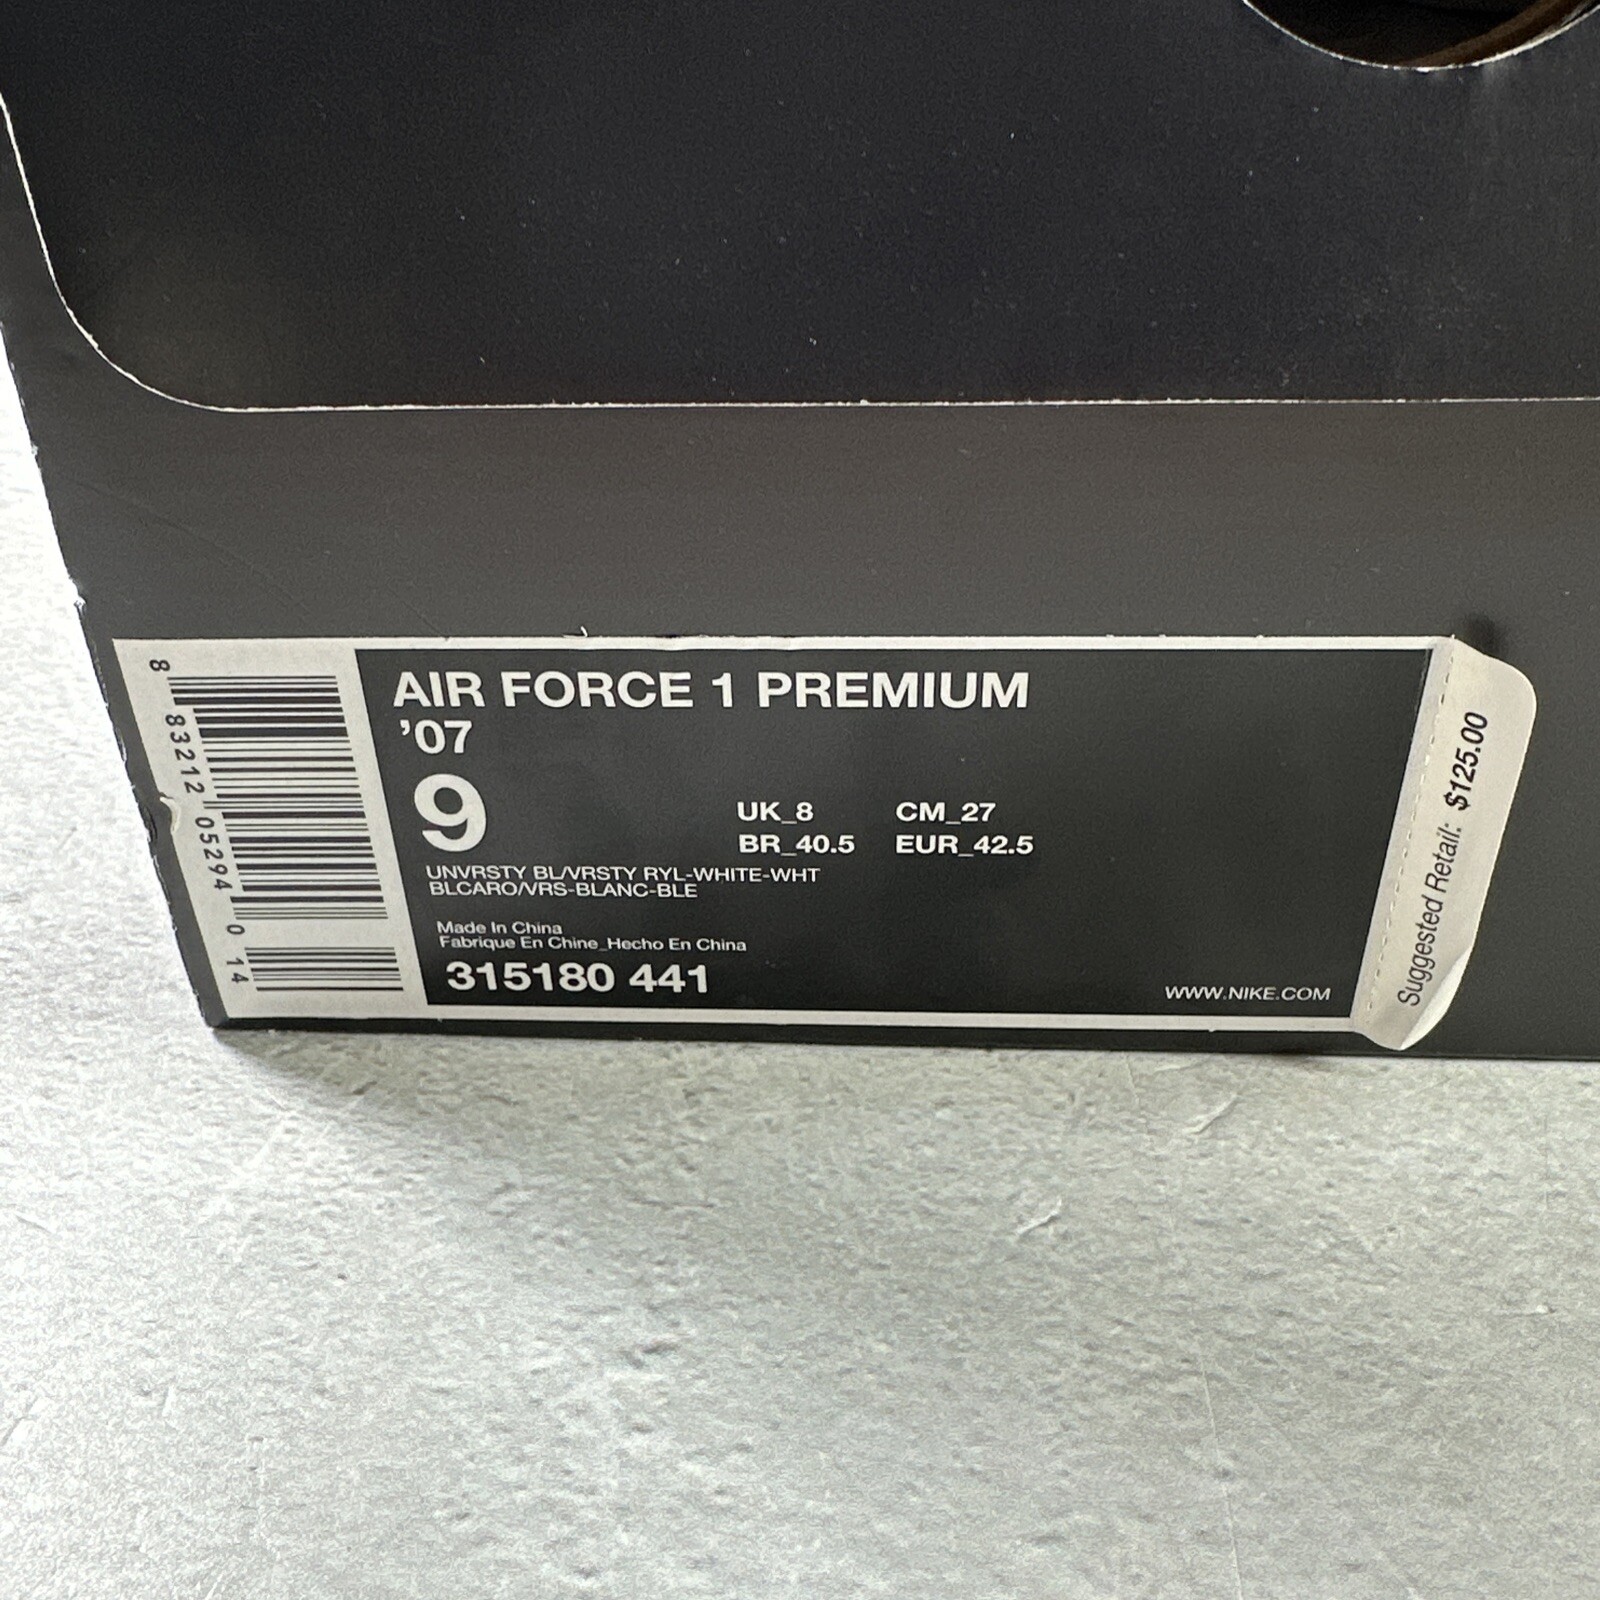 AIR FORCE 1 PREMIUM
'07
9
UK_8 CM_27
BR_40.5 EUR_42.5
UNVRSTY BL/VRSTY RYL-WHITE-WHT
BLCARO/VRS-BLANC-BLE
Made In China
Fabrique En Chine_Hecho En China
315180 441
WWW.NIKE.COM
8 83212 05294 0 14
Suggested Retail: $125.00